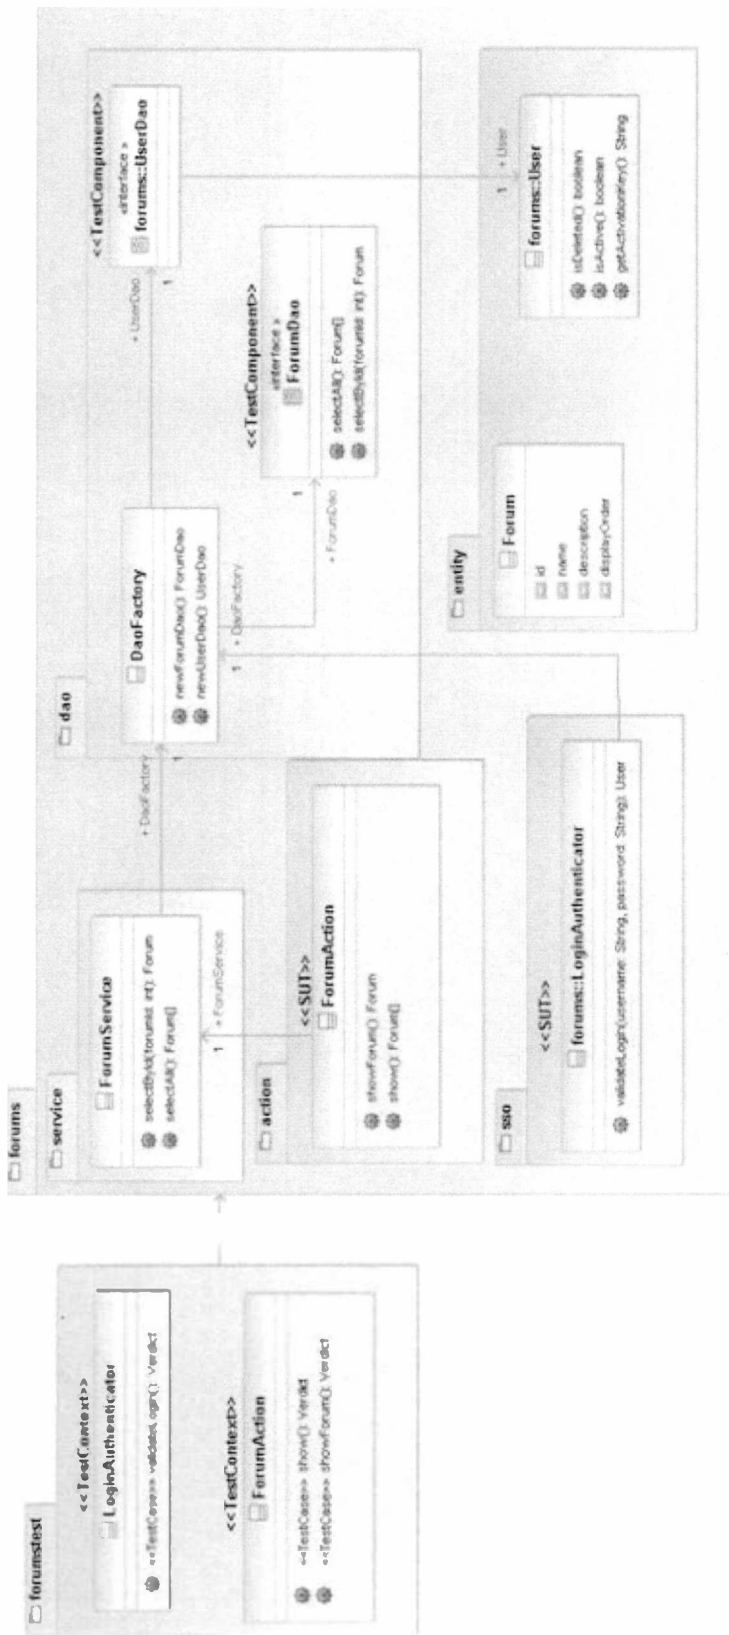 forumstest
<<TestContext>>
LoginAuthenticator
<<TestCase>> validateLogin(): Verdict
<<TestContext>>
ForumAction
<<TestCase>> show(): Verdict
<<TestCase>> showForum(): Verdict
forums
service
ForumService
selectById(forumId: int): Forum
selectAll(): Forum[]
+ ForumService
1
action
<<SUT>>
ForumAction
showForum(): Forum
show(): Forum[]
sso
<<SUT>>
forums::LoginAuthenticator
validateLogin(username: String, password: String): User
dao
+ DaoFactory
1
DaoFactory
newForumDao(): ForumDao
newUserDao(): UserDao
+ DaoFactory
1
+ UserDao
1
<<TestComponent>>
«interface »
forums::UserDao
+ ForumDao
1
<<TestComponent>>
«interface »
ForumDao
selectAll(): Forum[]
selectById(forumId: int): Forum
entity
Forum
id
name
description
displayOrder
1
+ User
forums::User
isDeleted(): boolean
isActive(): boolean
getActivationKey(): String